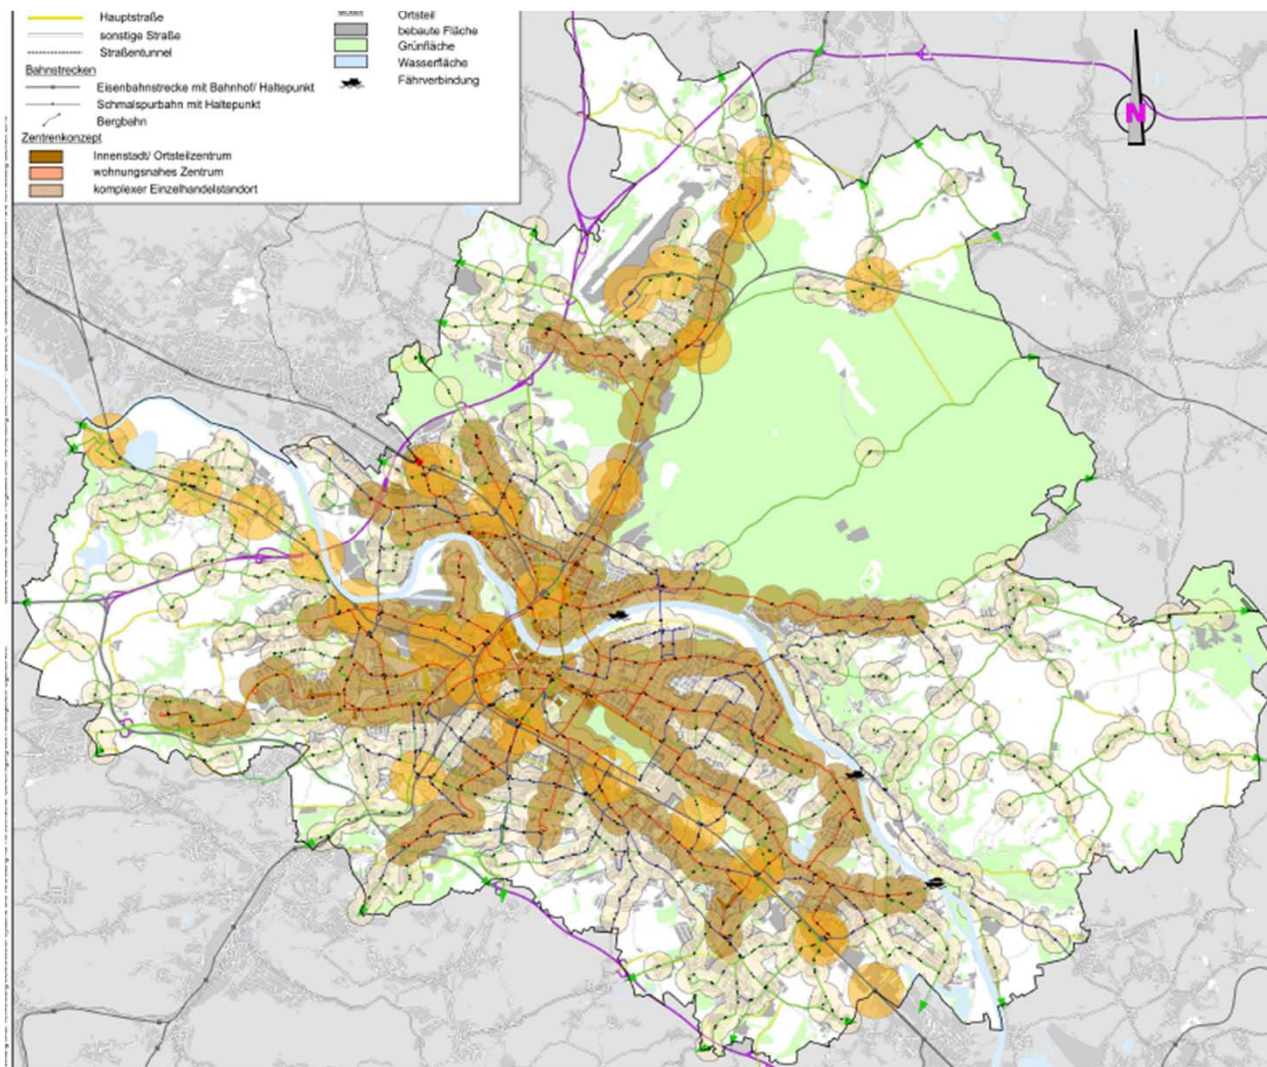 Hauptstraße
sonstige Straße
Straßentunnel
Bahnstrecken
Eisenbahnstrecke mit Bahnhof/ Haltepunkt
Schmalspurbahn mit Haltepunkt
Bergbahn
Zentrenkonzept
Innenstadt/ Ortsteilzentrum
wohnungsnahes Zentrum
komplexer Einzelhandelstandort
Ortsteil
bebaute Fläche
Grünfläche
Wasserfläche
Fährverbindung
N